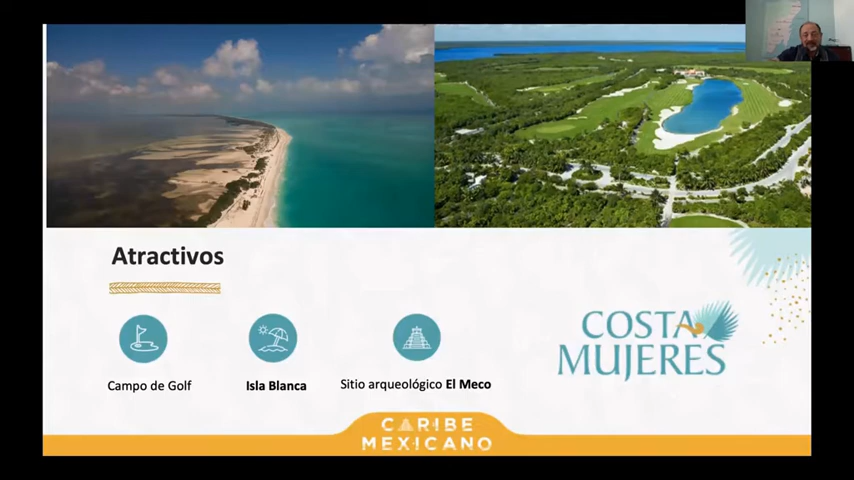 Atractivos
Campo de Golf
Isla Blanca
Sitio arqueológico El Meco
COSTA
MUJERES
CARIBE
MEXICANO